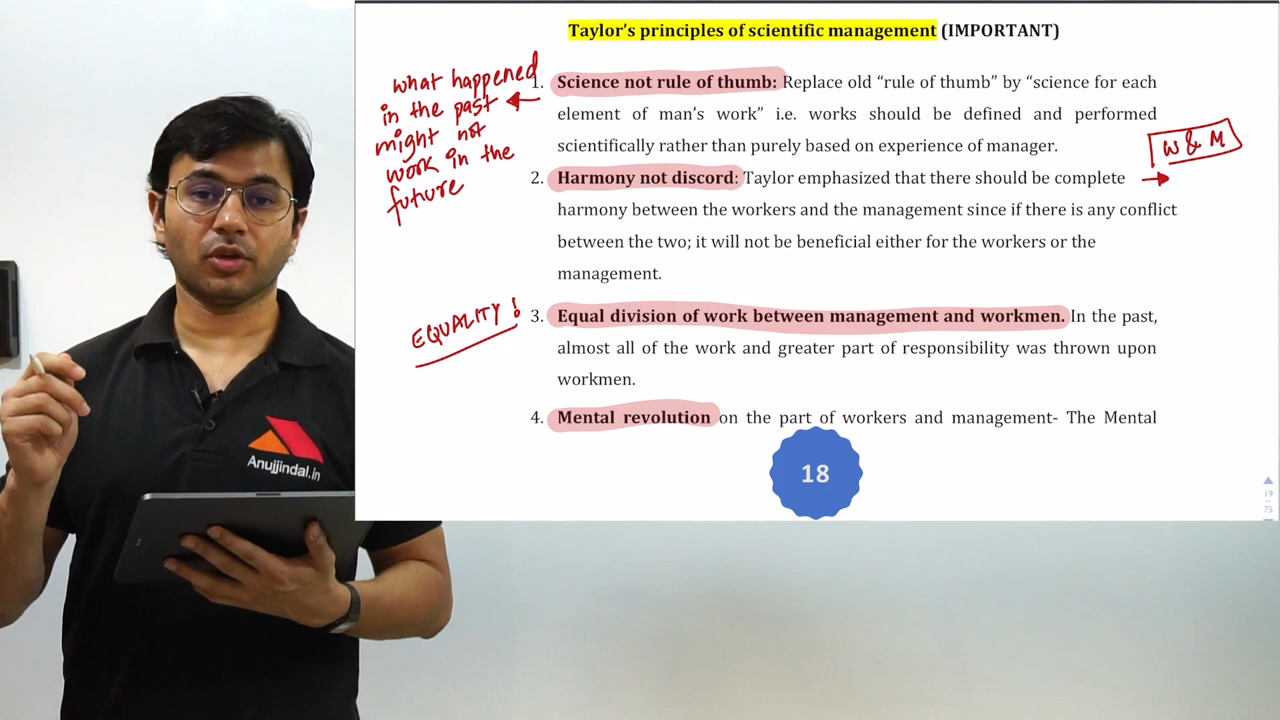 Taylor’s principles of scientific management (IMPORTANT)
what happened
in the past
might not
work in the
future
1. Science not rule of thumb: Replace old “rule of thumb” by “science for each
element of man’s work” i.e. works should be defined and performed
scientifically rather than purely based on experience of manager.
W & M
2. Harmony not discord: Taylor emphasized that there should be complete
harmony between the workers and the management since if there is any conflict
between the two; it will not be beneficial either for the workers or the
management.
EQUALITY!
3. Equal division of work between management and workmen. In the past,
almost all of the work and greater part of responsibility was thrown upon
workmen.
4. Mental revolution on the part of workers and management- The Mental
18
19
75
Anujjindal.in